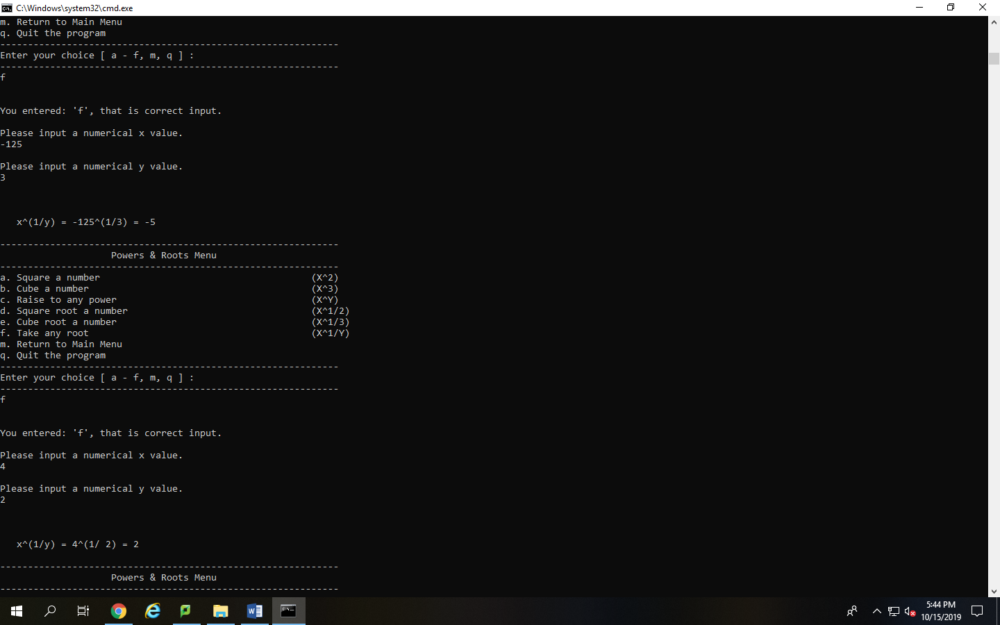 C:\Windows\system32\cmd.exe
m. Return to Main Menu
q. Quit the program
-------------------------------------------------------------
Enter your choice [ a - f, m, q ] :
-------------------------------------------------------------
f
You entered: 'f', that is correct input.
Please input a numerical x value.
-125
Please input a numerical y value.
3
x^(1/y) = -125^(1/3) = -5
-------------------------------------------------------------
Powers & Roots Menu
-------------------------------------------------------------
a. Square a number (X^2)
b. Cube a number (X^3)
c. Raise to any power (X^Y)
d. Square root a number (X^1/2)
e. Cube root a number (X^1/3)
f. Take any root (X^1/Y)
m. Return to Main Menu
q. Quit the program
-------------------------------------------------------------
Enter your choice [ a - f, m, q ] :
-------------------------------------------------------------
f
You entered: 'f', that is correct input.
Please input a numerical x value.
4
Please input a numerical y value.
2
x^(1/y) = 4^(1/ 2) = 2
-------------------------------------------------------------
Powers & Roots Menu
-------------------------------------------------------------
5:44 PM
10/15/2019